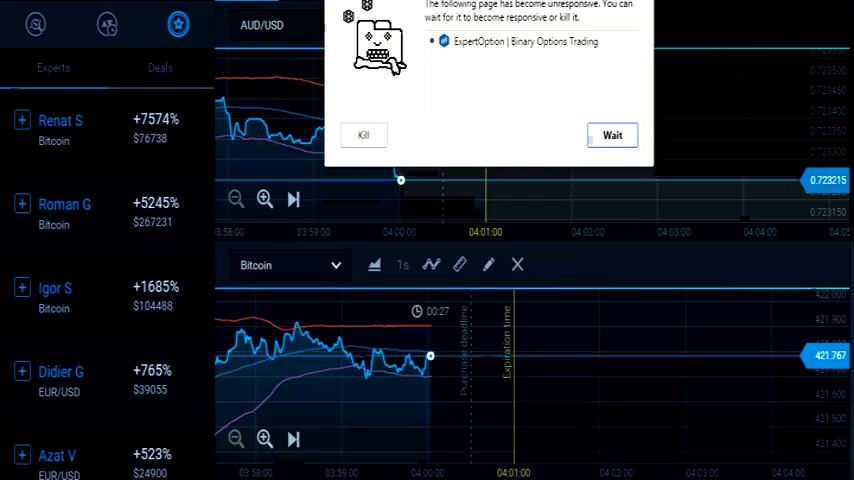 The following page has become unresponsive. You can
wait for it to become responsive or kill it.
ExpertOption | Binary Options Trading
Kill
Wait
Experts
Deals
Renat S
+7574%
Bitcoin
$76738
Roman G
+5245%
Bitcoin
$267231
Igor S
+1685%
Bitcoin
$104488
Didier G
+765%
EUR/USD
$39055
Azat V
+523%
EUR/USD
$24900
AUD/USD
0.723500
0.723450
0.723400
0.723350
0.723300
0.723215
0.723150
03:58:00
03:59:00
04:00:00
04:01:00
04:02:00
04:03:00
04:04:00
04:05
Bitcoin
1s
00:27
Purchase deadline
Expiration time
422.000
421.900
421.767
421.600
421.500
421.400
03:58:00
03:59:00
04:00:00
04:01:00
04:02:00
04:03:00
04:04:00